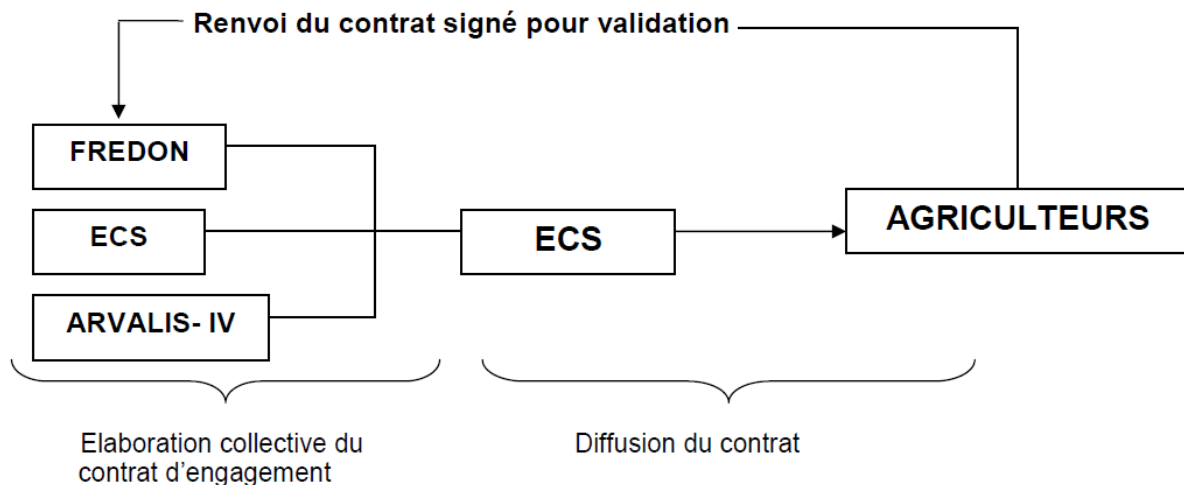 Renvoi du contrat signé pour validation
FREDON
ECS
ARVALIS- IV
ECS
AGRICULTEURS
Elaboration collective du
contrat d'engagement
Diffusion du contrat